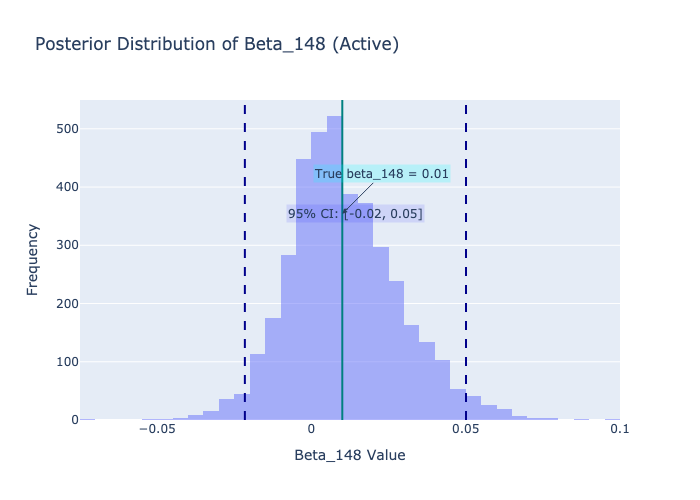 Posterior Distribution of Beta_148 (Active)
500
400
300
200
100
0
Frequency
True beta_148 = 0.01
95% CI: [-0.02, 0.05]
−0.05
0
0.05
0.1
Beta_148 Value